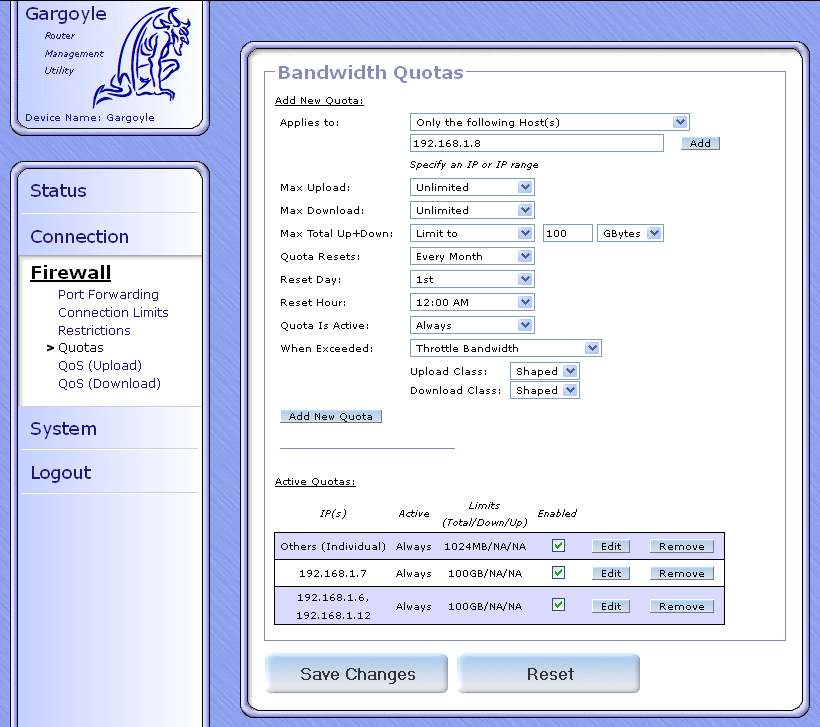 Gargoyle
Router
Management
Utility
Device Name: Gargoyle
Status
Connection
Firewall
Port Forwarding
Connection Limits
Restrictions
> Quotas
QoS (Upload)
QoS (Download)
System
Logout
Bandwidth Quotas
Add New Quota:
Applies to: Only the following Host(s)
192.168.1.8 Add
Specify an IP or IP range
Max Upload: Unlimited
Max Download: Unlimited
Max Total Up+Down: Limit to 100 GBytes
Quota Resets: Every Month
Reset Day: 1st
Reset Hour: 12:00 AM
Quota Is Active: Always
When Exceeded: Throttle Bandwidth
Upload Class: Shaped
Download Class: Shaped
Add New Quota
Active Quotas:
IP(s) Active Limits (Total/Down/Up) Enabled
Others (Individual) Always 1024MB/NA/NA Edit Remove
192.168.1.7 Always 100GB/NA/NA Edit Remove
192.168.1.6,
192.168.1.12 Always 100GB/NA/NA Edit Remove
Save Changes Reset